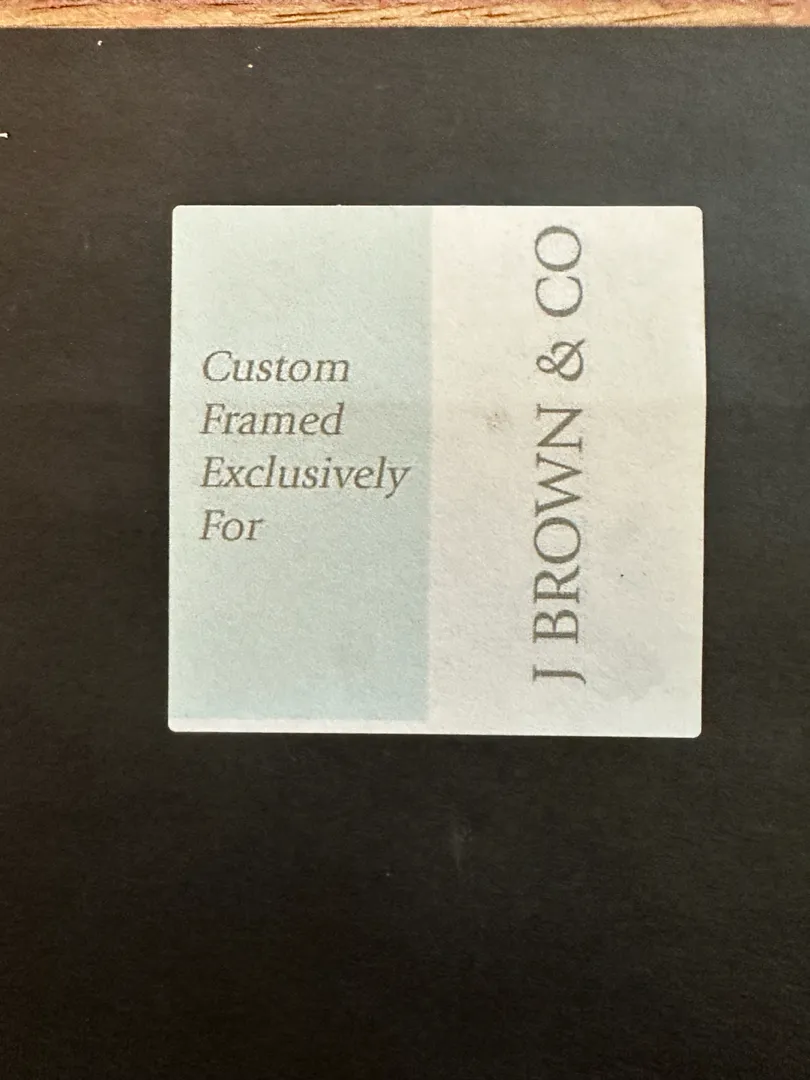 Custom
Framed
Exclusively
For
J BROWN & CO